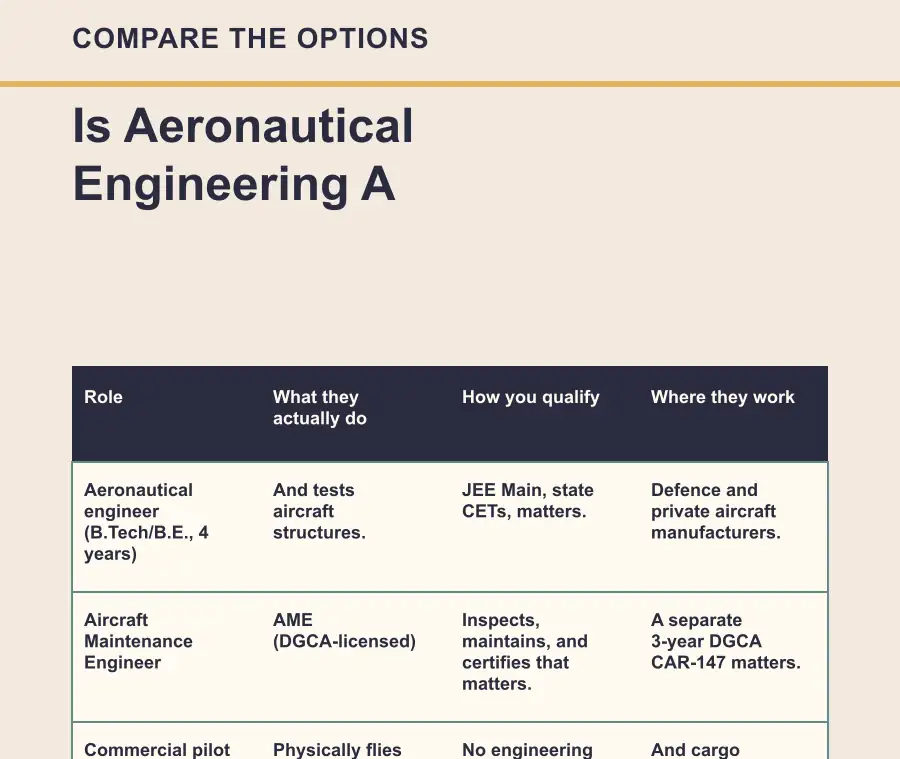 COMPARE THE OPTIONS
Is Aeronautical
Engineering A
Role
What they
actually do
How you qualify
Where they work
Aeronautical
engineer
(B.Tech/B.E., 4
years)
And tests
aircraft
structures.
JEE Main, state
CETs, matters.
Defence and
private aircraft
manufacturers.
Aircraft
Maintenance
Engineer
AME
(DGCA-licensed)
Inspects,
maintains, and
certifies that
matters.
A separate
3-year DGCA
CAR-147 matters.
Commercial pilot
Physically flies
No engineering
And cargo